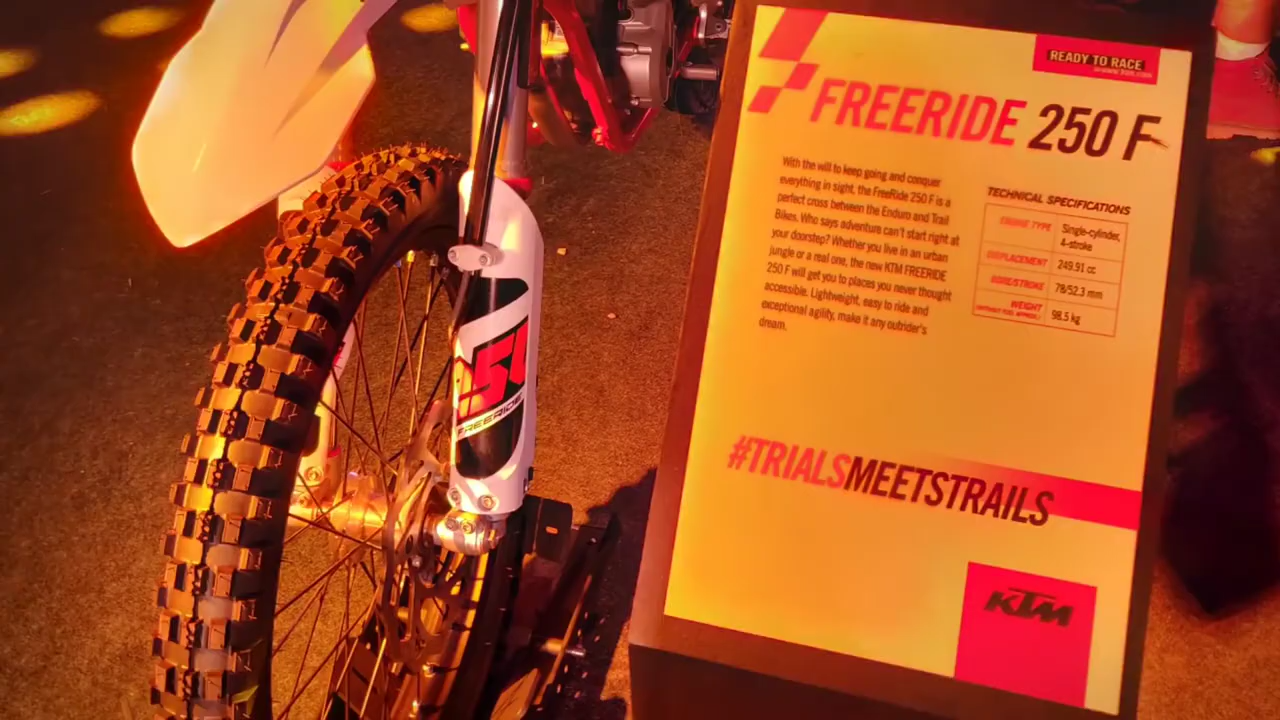 READY TO RACE
FREERIDE 250 F
With the will to keep going and conquer
everything in sight, the FreeRide 250 F is a
perfect cross between the Enduro and Trail
Bikes. Who says adventure can't start right at
your doorstep? Whether you live in an urban
jungle or a real one, the new KTM FREERIDE
250 F will get you to places you never thought
accessible. Lightweight, easy to ride and
exceptional agility, make it any outrider's
dream.
TECHNICAL SPECIFICATIONS
ENGINE TYPE Single-cylinder,
4-stroke
DISPLACEMENT 249.91 cc
BORE/STROKE 78/52.3 mm
WEIGHT 98.5 kg
(WITHOUT FUEL, APPROX.)
#TRIALSMEETSTRAILS
KTM
250
FREERIDE